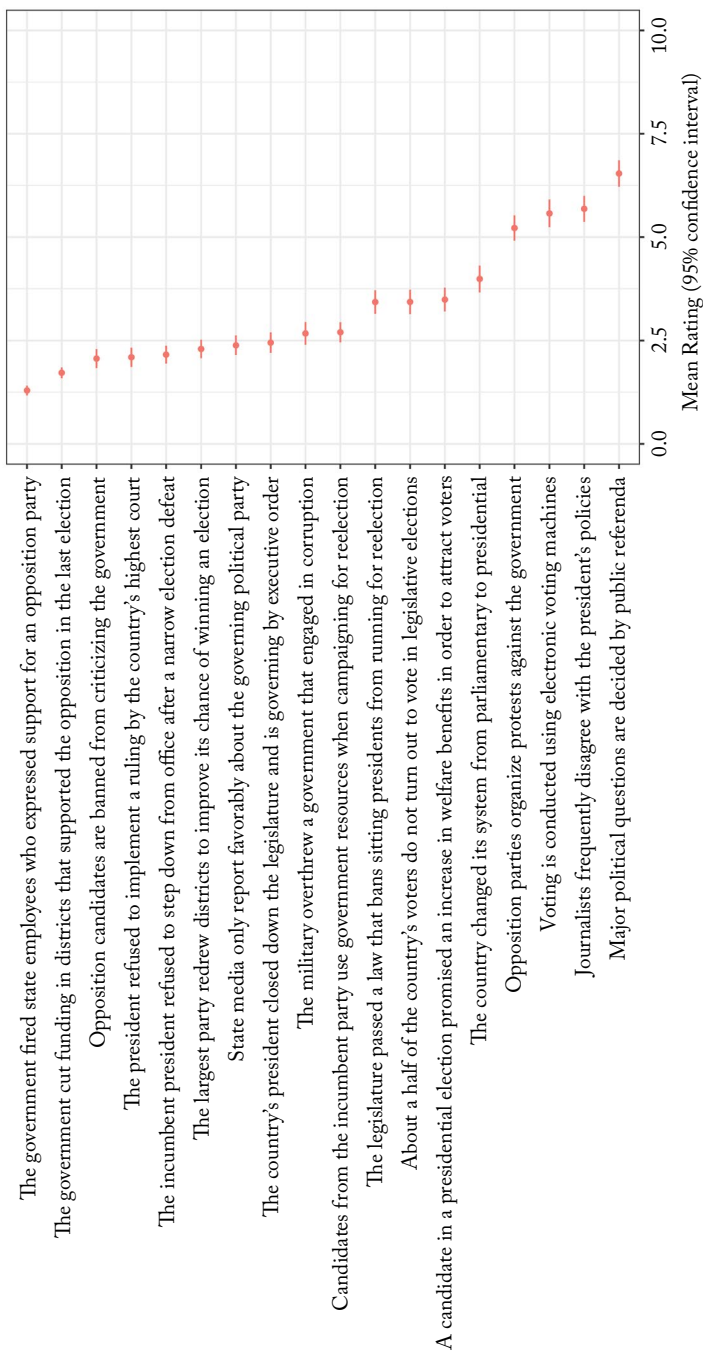 The government fired state employees who expressed support for an opposition party
The government cut funding in districts that supported the opposition in the last election
Opposition candidates are banned from criticizing the government
The president refused to implement a ruling by the country's highest court
The incumbent president refused to step down from office after a narrow election defeat
The largest party redrew districts to improve its chance of winning an election
State media only report favorably about the governing political party
The country's president closed down the legislature and is governing by executive order
The military overthrew a government that engaged in corruption
Candidates from the incumbent party use government resources when campaigning for reelection
The legislature passed a law that bans sitting presidents from running for reelection
About a half of the country's voters do not turn out to vote in legislative elections
A candidate in a presidential election promised an increase in welfare benefits in order to attract voters
The country changed its system from parliamentary to presidential
Opposition parties organize protests against the government
Voting is conducted using electronic voting machines
Journalists frequently disagree with the president's policies
Major political questions are decided by public referenda
0.0
2.5
5.0
7.5
10.0
Mean Rating (95% confidence interval)